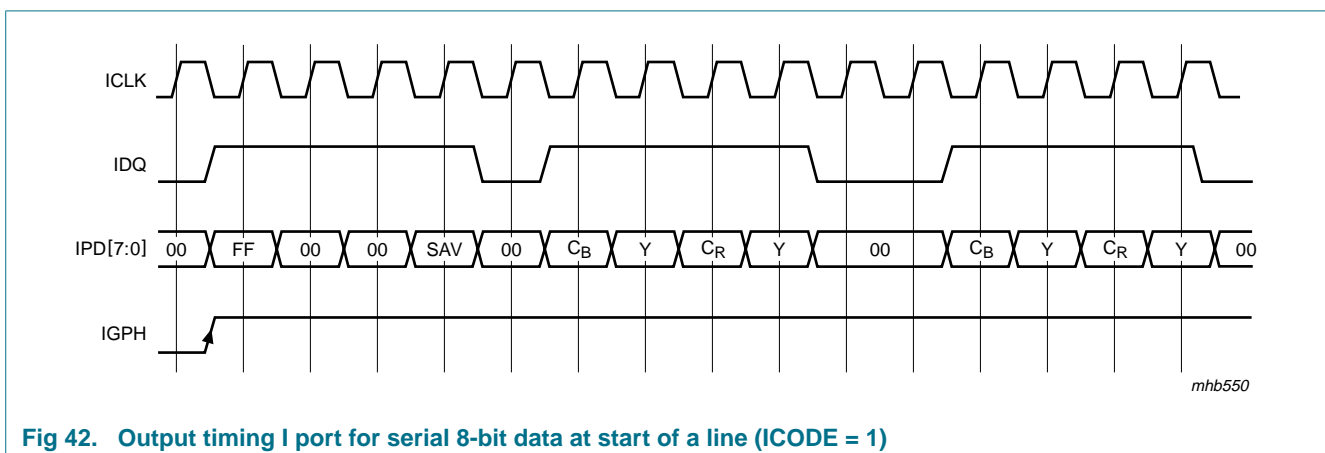 ICLK
IDQ
IPD[7:0] 00 FF 00 00 SAV 00 CB Y CR Y 00 CB Y CR Y 00
IGPH
mhb550
Fig 42. Output timing I port for serial 8-bit data at start of a line (ICODE = 1)